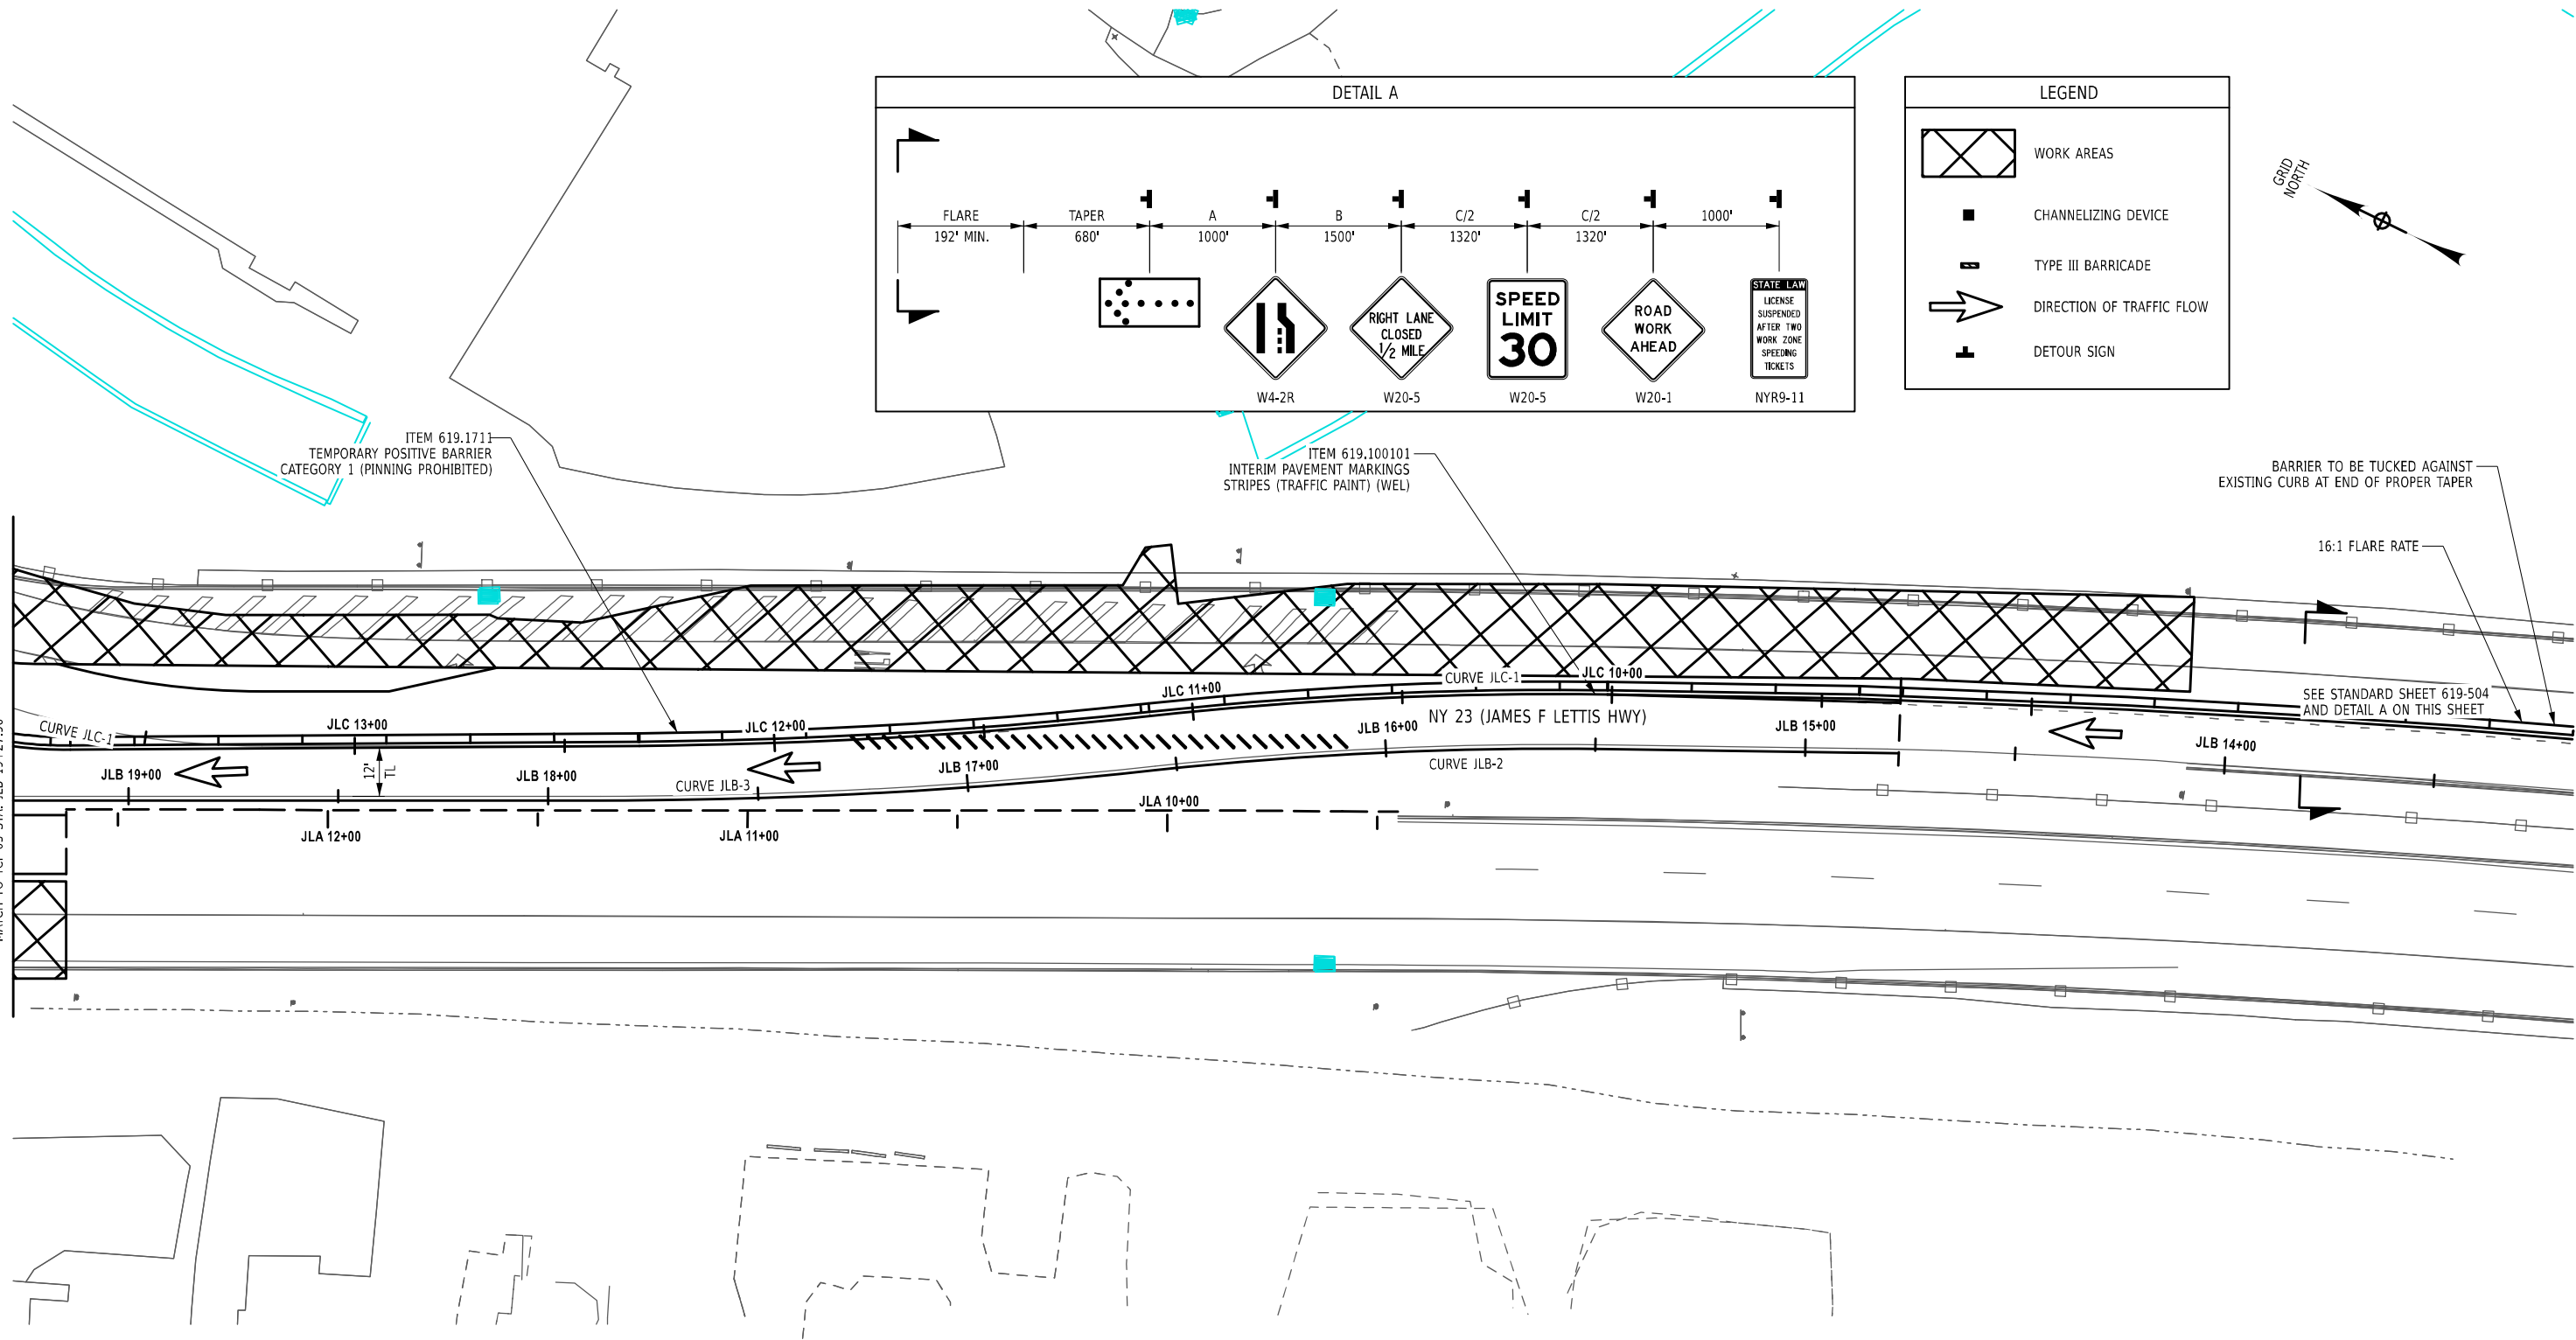 DETAIL A
FLARE
192' MIN.
TAPER
680'
A
1000'
B
1500'
C/2
1320'
C/2
1320'
1000'
RIGHT LANE
CLOSED
1/2 MILE
SPEED
LIMIT
30
ROAD
WORK
AHEAD
STATE LAW
LICENSE
SUSPENDED
AFTER TWO
WORK ZONE
SPEEDING
TICKETS
W4-2R
W20-5
W20-5
W20-1
NYR9-11
LEGEND
WORK AREAS
CHANNELIZING DEVICE
TYPE III BARRICADE
DIRECTION OF TRAFFIC FLOW
DETOUR SIGN
GRID
NORTH
ITEM 619.1711
TEMPORARY POSITIVE BARRIER
CATEGORY 1 (PINNING PROHIBITED)
ITEM 619.100101
INTERIM PAVEMENT MARKINGS
STRIPES (TRAFFIC PAINT) (WEL)
BARRIER TO BE TUCKED AGAINST
EXISTING CURB AT END OF PROPER TAPER
16:1 FLARE RATE
SEE STANDARD SHEET 619-504
AND DETAIL A ON THIS SHEET
CURVE JLC-1
JLC 13+00
JLC 12+00
JLC 11+00
CURVE JLC-1
JLC 10+00
NY 23 (JAMES F LETTIS HWY)
JLB 19+00
12'
TL
JLB 18+00
CURVE JLB-3
JLB 17+00
JLB 16+00
CURVE JLB-2
JLB 15+00
JLB 14+00
JLA 12+00
JLA 11+00
JLA 10+00